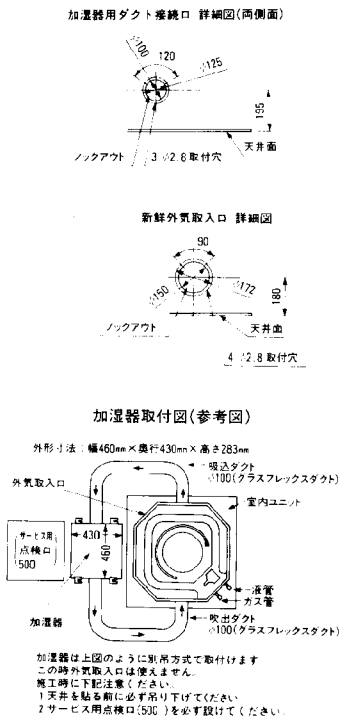 加湿器用ダクト接続口 詳細図(両側面)
φ100
120
φ125
195
天井面
ノックアウト
3-φ2.8取付穴
新鮮外気取入口 詳細図
90
φ150
φ172
180
ノックアウト
天井面
4-φ2.8取付穴
加湿器取付図(参考図)
外形寸法：幅460mm×奥行430mm×高さ283mm
吸込ダクト
φ100(グラスフレックスダクト)
外気取入口
室内ユニット
サービス用
点検口
500
430
460
液管
ガス管
加湿器
吹出ダクト
φ100(グラスフレックスダクト)
加湿器は上図のように別吊方式で取付けます
この時外気取入口は使えません。
施工時に下記注意ください。
1 天井を貼る前に必ず吊り下げてください
2 サービス用点検口(500)を必ず設けてください。